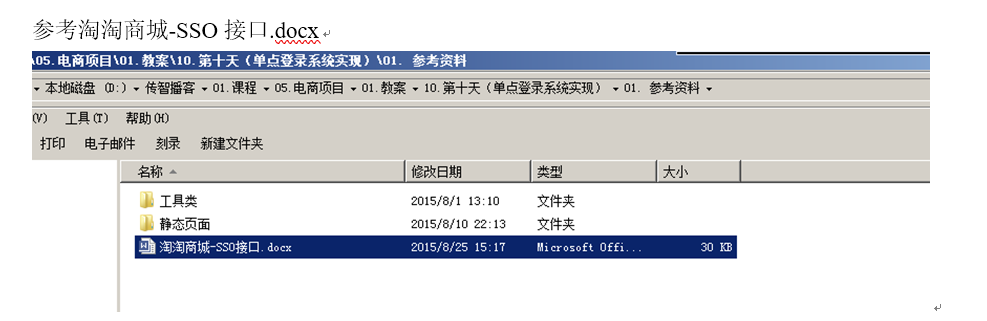 参考淘淘商城-SSO 接口.docx
\05.电商项目\01.教案\10.第十天（单点登录系统实现）\01. 参考资料
本地磁盘 (D:) 传智播客 01.课程 05.电商项目 01.教案 10.第十天（单点登录系统实现） 01. 参考资料
(V) 工具(T) 帮助(H)
打印 电子邮件 刻录 新建文件夹
名称 修改日期 类型 大小
工具类 2015/8/1 13:10 文件夹
静态页面 2015/8/10 22:13 文件夹
淘淘商城-SSO接口.docx 2015/8/25 15:17 Microsoft Offi... 30 KB